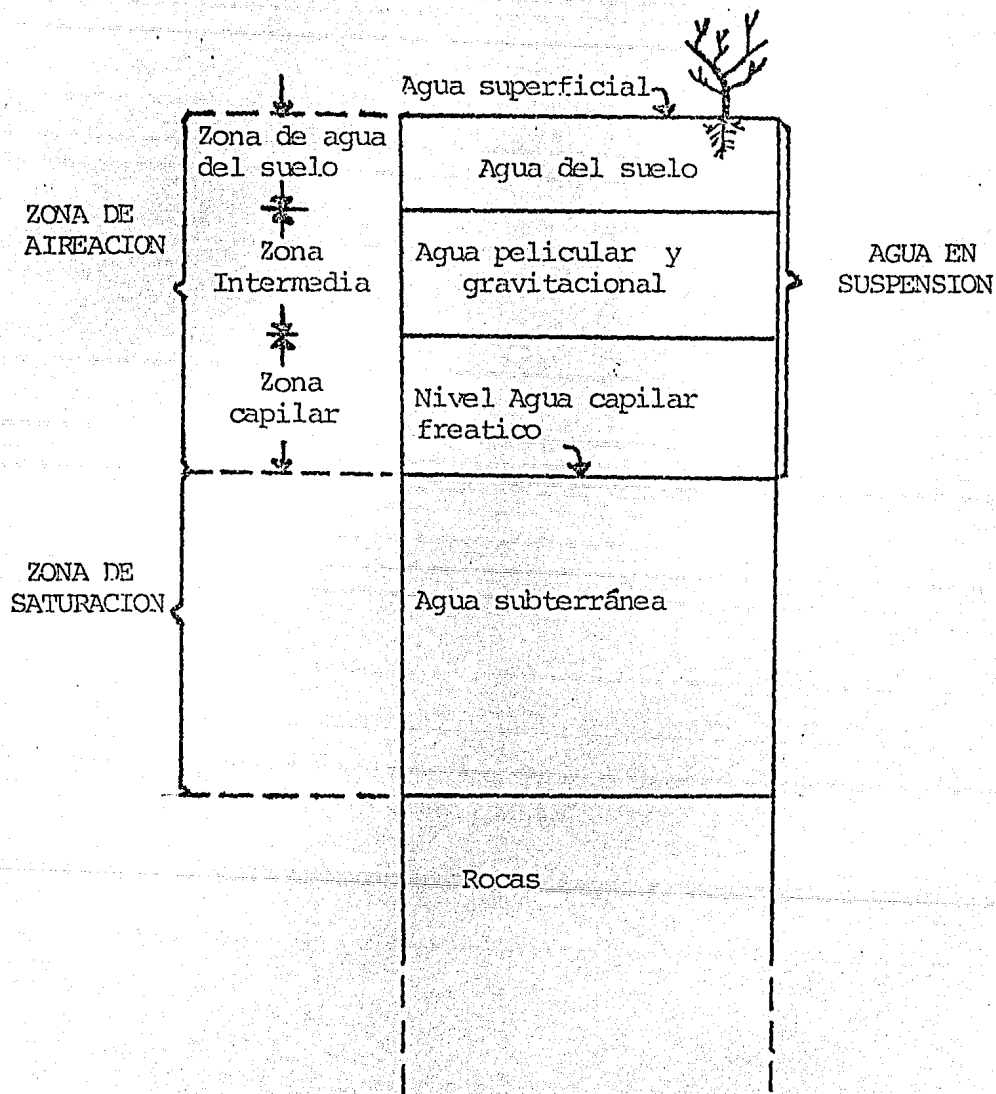 Agua superficial
Zona de agua
del suelo
Agua del suelo
ZONA DE
AIREACION
Zona
Intermedia
Agua pelicular y
gravitacional
AGUA EN
SUSPENSION
Zona
capilar
Nivel Agua capilar
freatico
ZONA DE
SATURACION
Agua subterránea
Rocas